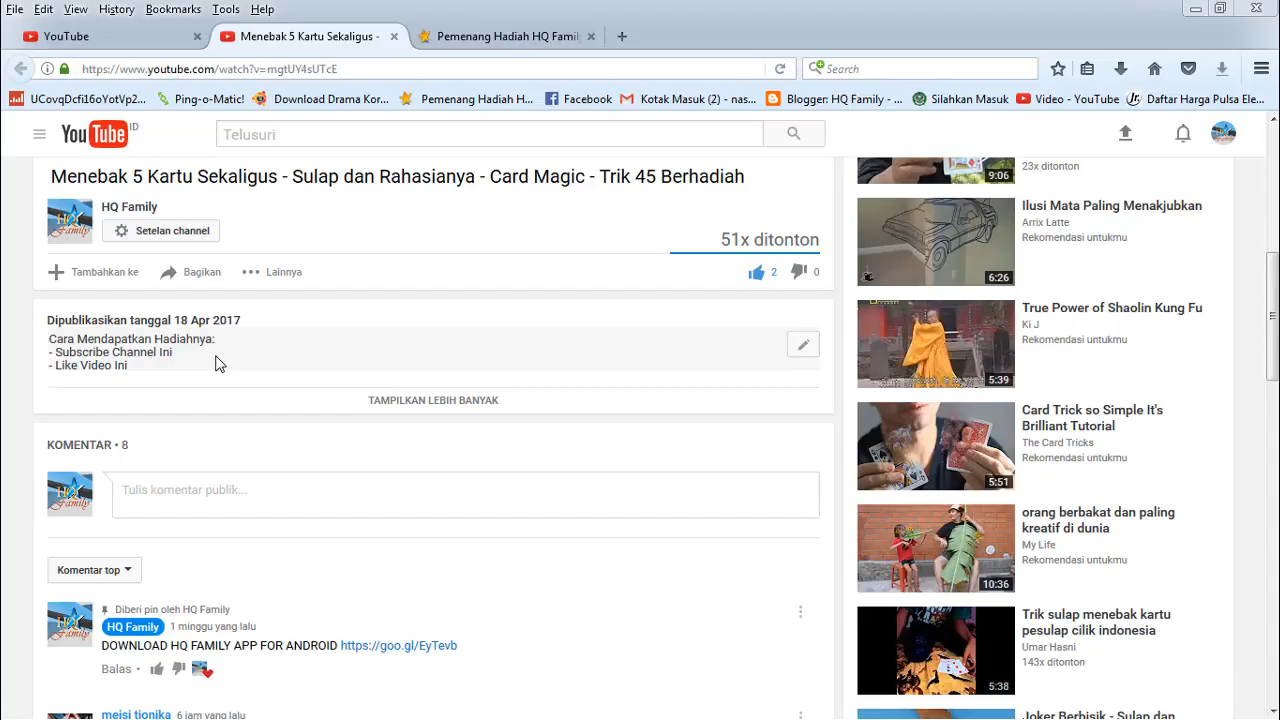 File Edit View History Bookmarks Tools Help
YouTube
Menebak 5 Kartu Sekaligus -
Pemenang Hadiah HQ Famil
https://www.youtube.com/watch?v=mgtUY4sUTcE
Search
UCovqDcfi16oYotVp2...
Ping-o-Matic!
Download Drama Kor...
Pemenang Hadiah H...
Facebook
Kotak Masuk (2) - nas...
Blogger: HQ Family - ...
Silahkan Masuk
Video - YouTube
Daftar Harga Pulsa Ele...
YouTube ID
Telusuri
Menebak 5 Kartu Sekaligus - Sulap dan Rahasianya - Card Magic - Trik 45 Berhadiah
HQ Family
Setelan channel
51x ditonton
Tambahkan ke
Bagikan
Lainnya
2
0
Dipublikasikan tanggal 18 Apr 2017
Cara Mendapatkan Hadiahnya:
- Subscribe Channel Ini
- Like Video Ini
TAMPILKAN LEBIH BANYAK
KOMENTAR • 8
Tulis komentar publik...
Komentar top
Diberi pin oleh HQ Family
HQ Family 1 minggu yang lalu
DOWNLOAD HQ FAMILY APP FOR ANDROID https://goo.gl/EyTevb
Balas
meisi tionika 6 jam yang lalu
23x ditonton
9:06
Ilusi Mata Paling Menakjubkan
Arrix Latte
Rekomendasi untukmu
6:26
True Power of Shaolin Kung Fu
Ki J
Rekomendasi untukmu
5:39
Card Trick so Simple It's
Brilliant Tutorial
The Card Tricks
Rekomendasi untukmu
5:51
orang berbakat dan paling
kreatif di dunia
My Life
Rekomendasi untukmu
10:36
Trik sulap menebak kartu
pesulap cilik indonesia
Umar Hasni
143x ditonton
5:38
Joker Berbisik - Sulap dan